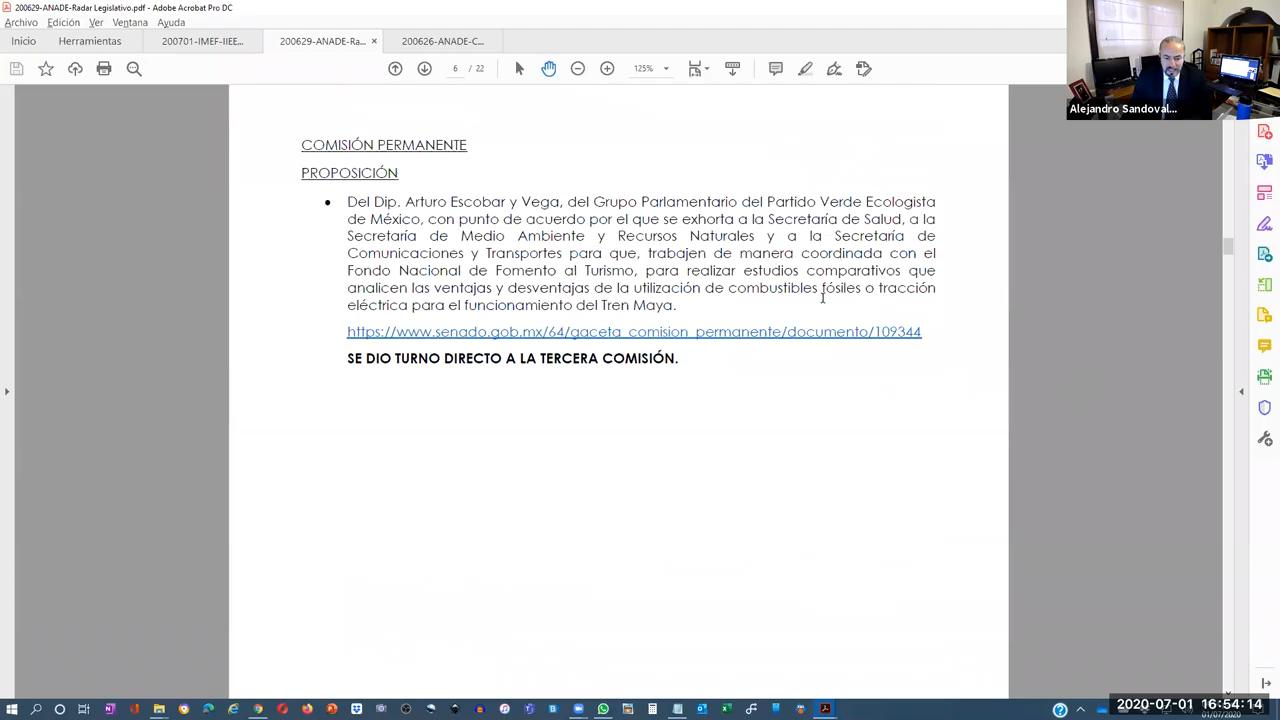 200629-ANADE-Radar Legislativo.pdf - Adobe Acrobat Pro DC
Archivo Edición Ver Ventana Ayuda
Inicio Herramientas 200701-IMEF-IIEE... 200629-ANADE-Ra... × ANADE-C...
6 / 22 125%
Alejandro Sandoval...
COMISIÓN PERMANENTE
PROPOSICIÓN
• Del Dip. Arturo Escobar y Vega del Grupo Parlamentario del Partido Verde Ecologista
de México, con punto de acuerdo por el que se exhorta a la Secretaría de Salud, a la
Secretaría de Medio Ambiente y Recursos Naturales y a la Secretaría de
Comunicaciones y Transportes para que, trabajen de manera coordinada con el
Fondo Nacional de Fomento al Turismo, para realizar estudios comparativos que
analicen las ventajas y desventajas de la utilización de combustibles fósiles o tracción
eléctrica para el funcionamiento del Tren Maya.
https://www.senado.gob.mx/64/gaceta_comision_permanente/documento/109344
SE DIO TURNO DIRECTO A LA TERCERA COMISIÓN.
2020-07-01 16:54:14
01/07/2020